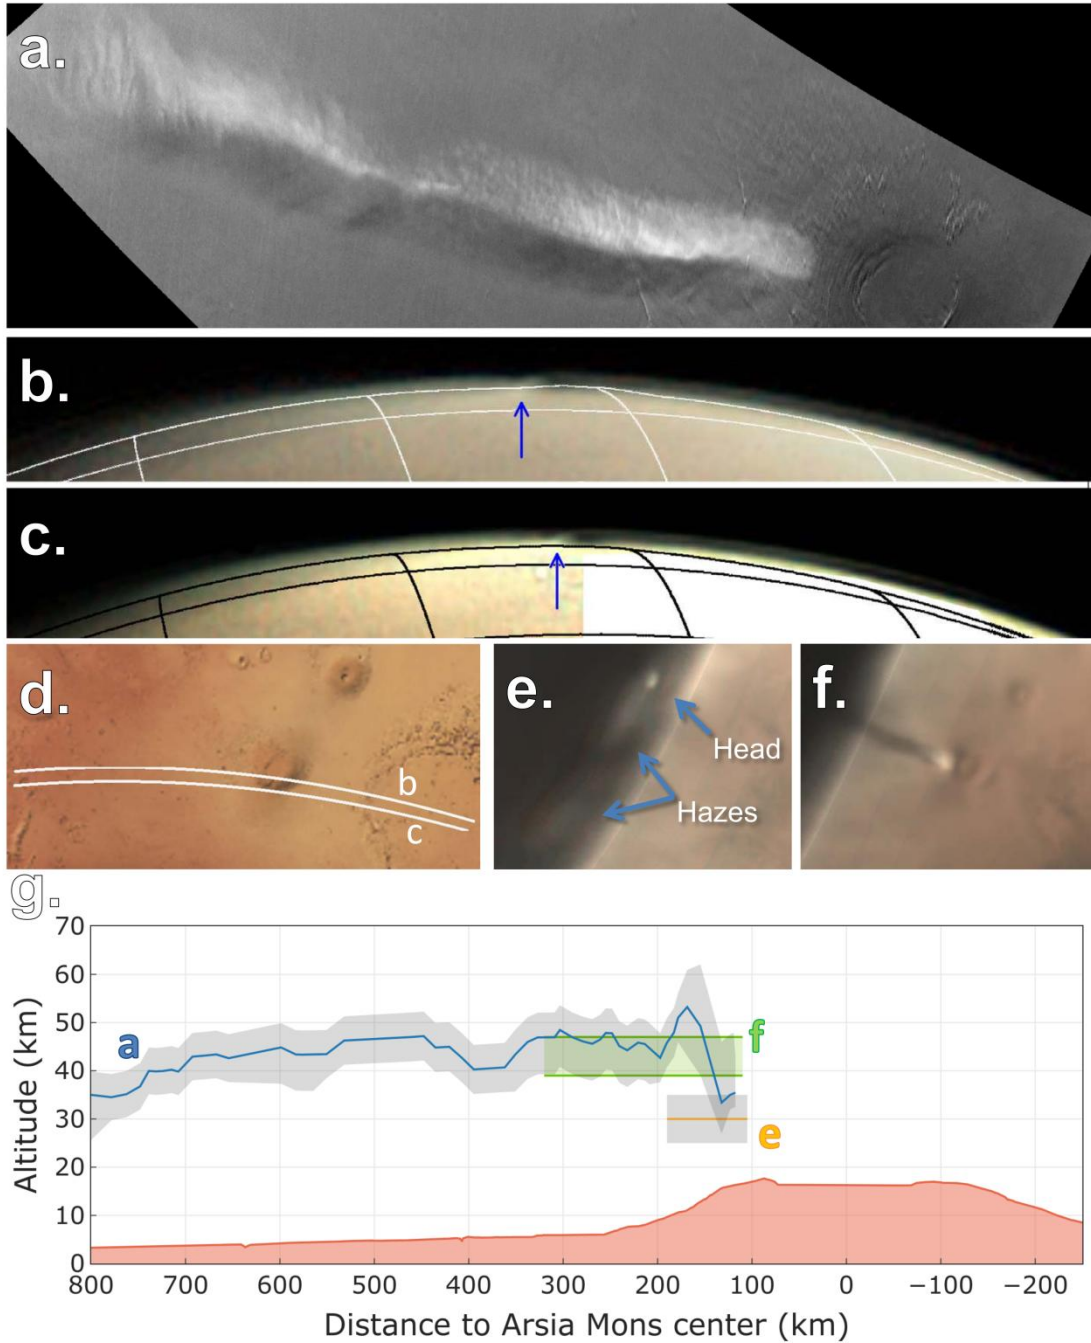 a.
b.
c.
d.
b
c
e.
Head
Hazes
f.
g.
70
60
50
40
30
20
10
0
Altitude (km)
a
f
e
800 700 600 500 400 300 200 100 0 −100 −200
Distance to Arsia Mons center (km)